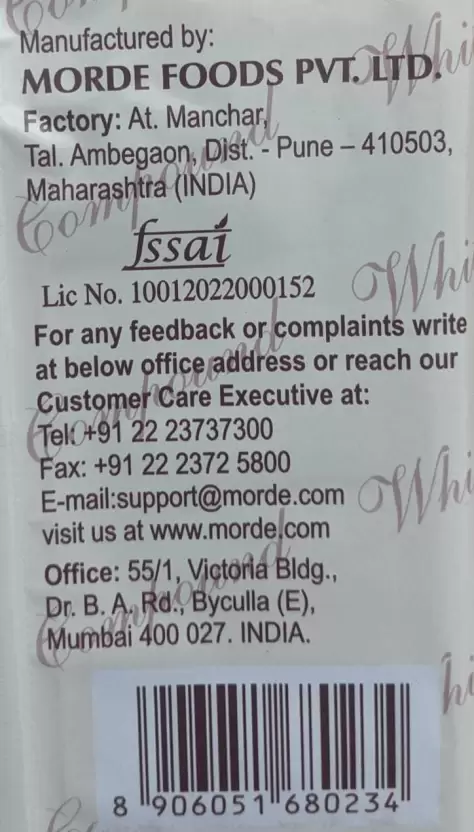 Manufactured by:
MORDE FOODS PVT. LTD.
Factory: At. Manchar,
Tal. Ambegaon, Dist. - Pune – 410503,
Maharashtra (INDIA)
fssai
Lic No. 10012022000152
For any feedback or complaints write
at below office address or reach our
Customer Care Executive at:
Tel: +91 22 23737300
Fax: +91 22 2372 5800
E-mail:support@morde.com
visit us at www.morde.com
Office: 55/1, Victoria Bldg.,
Dr. B. A. Rd., Byculla (E),
Mumbai 400 027. INDIA.
8 906051 680234